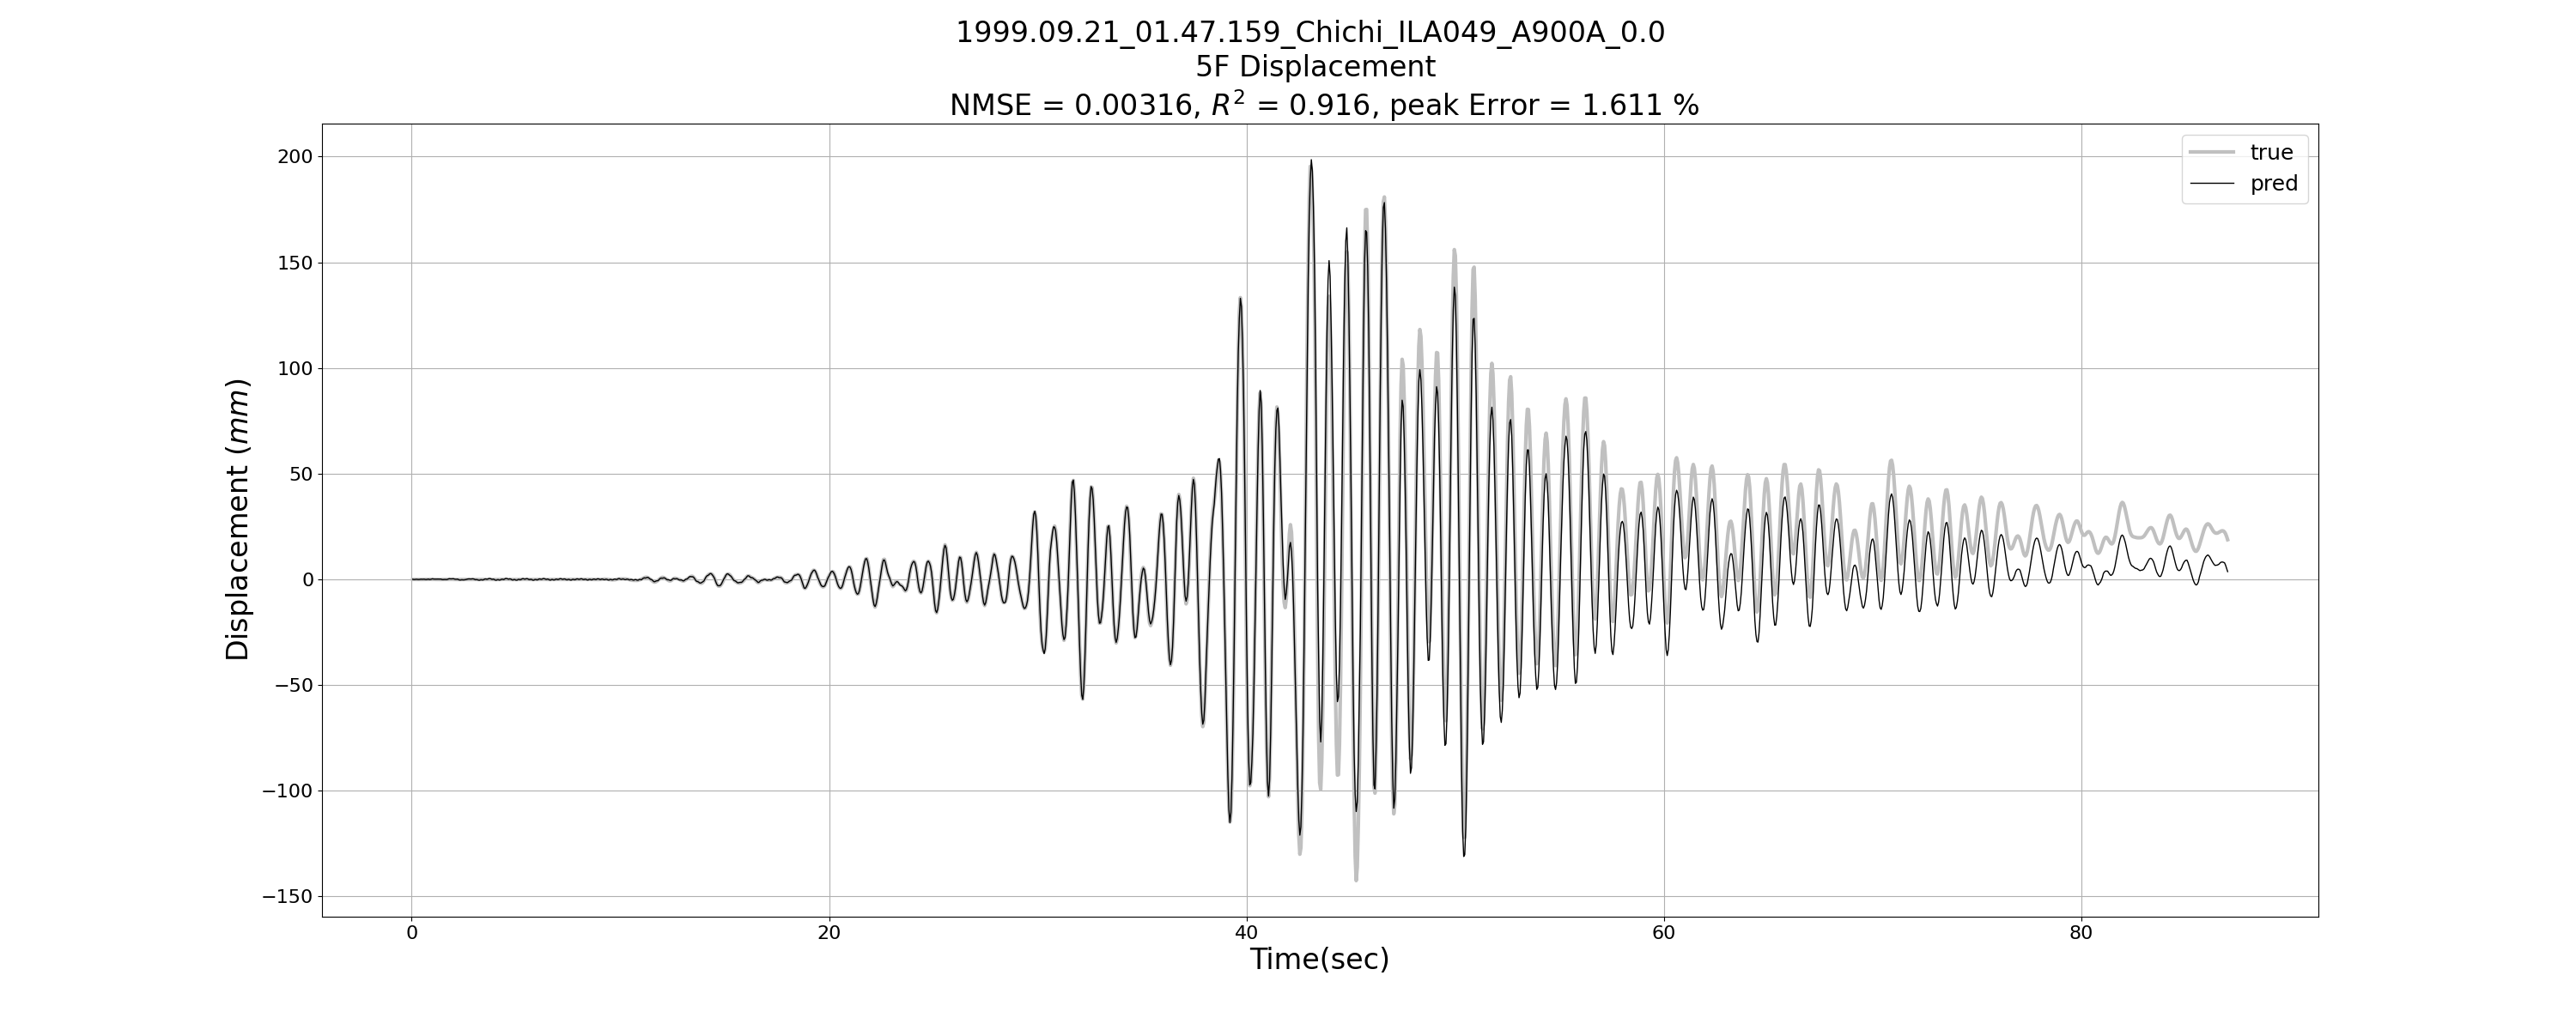 1999.09.21_01.47.159_Chichi_ILA049_A900A_0.0
5F Displacement
NMSE = 0.00316, R² = 0.916, peak Error = 1.611 %
true
pred
200
150
100
50
0
−50
−100
−150
Displacement (mm)
0 20 40 60 80
Time(sec)